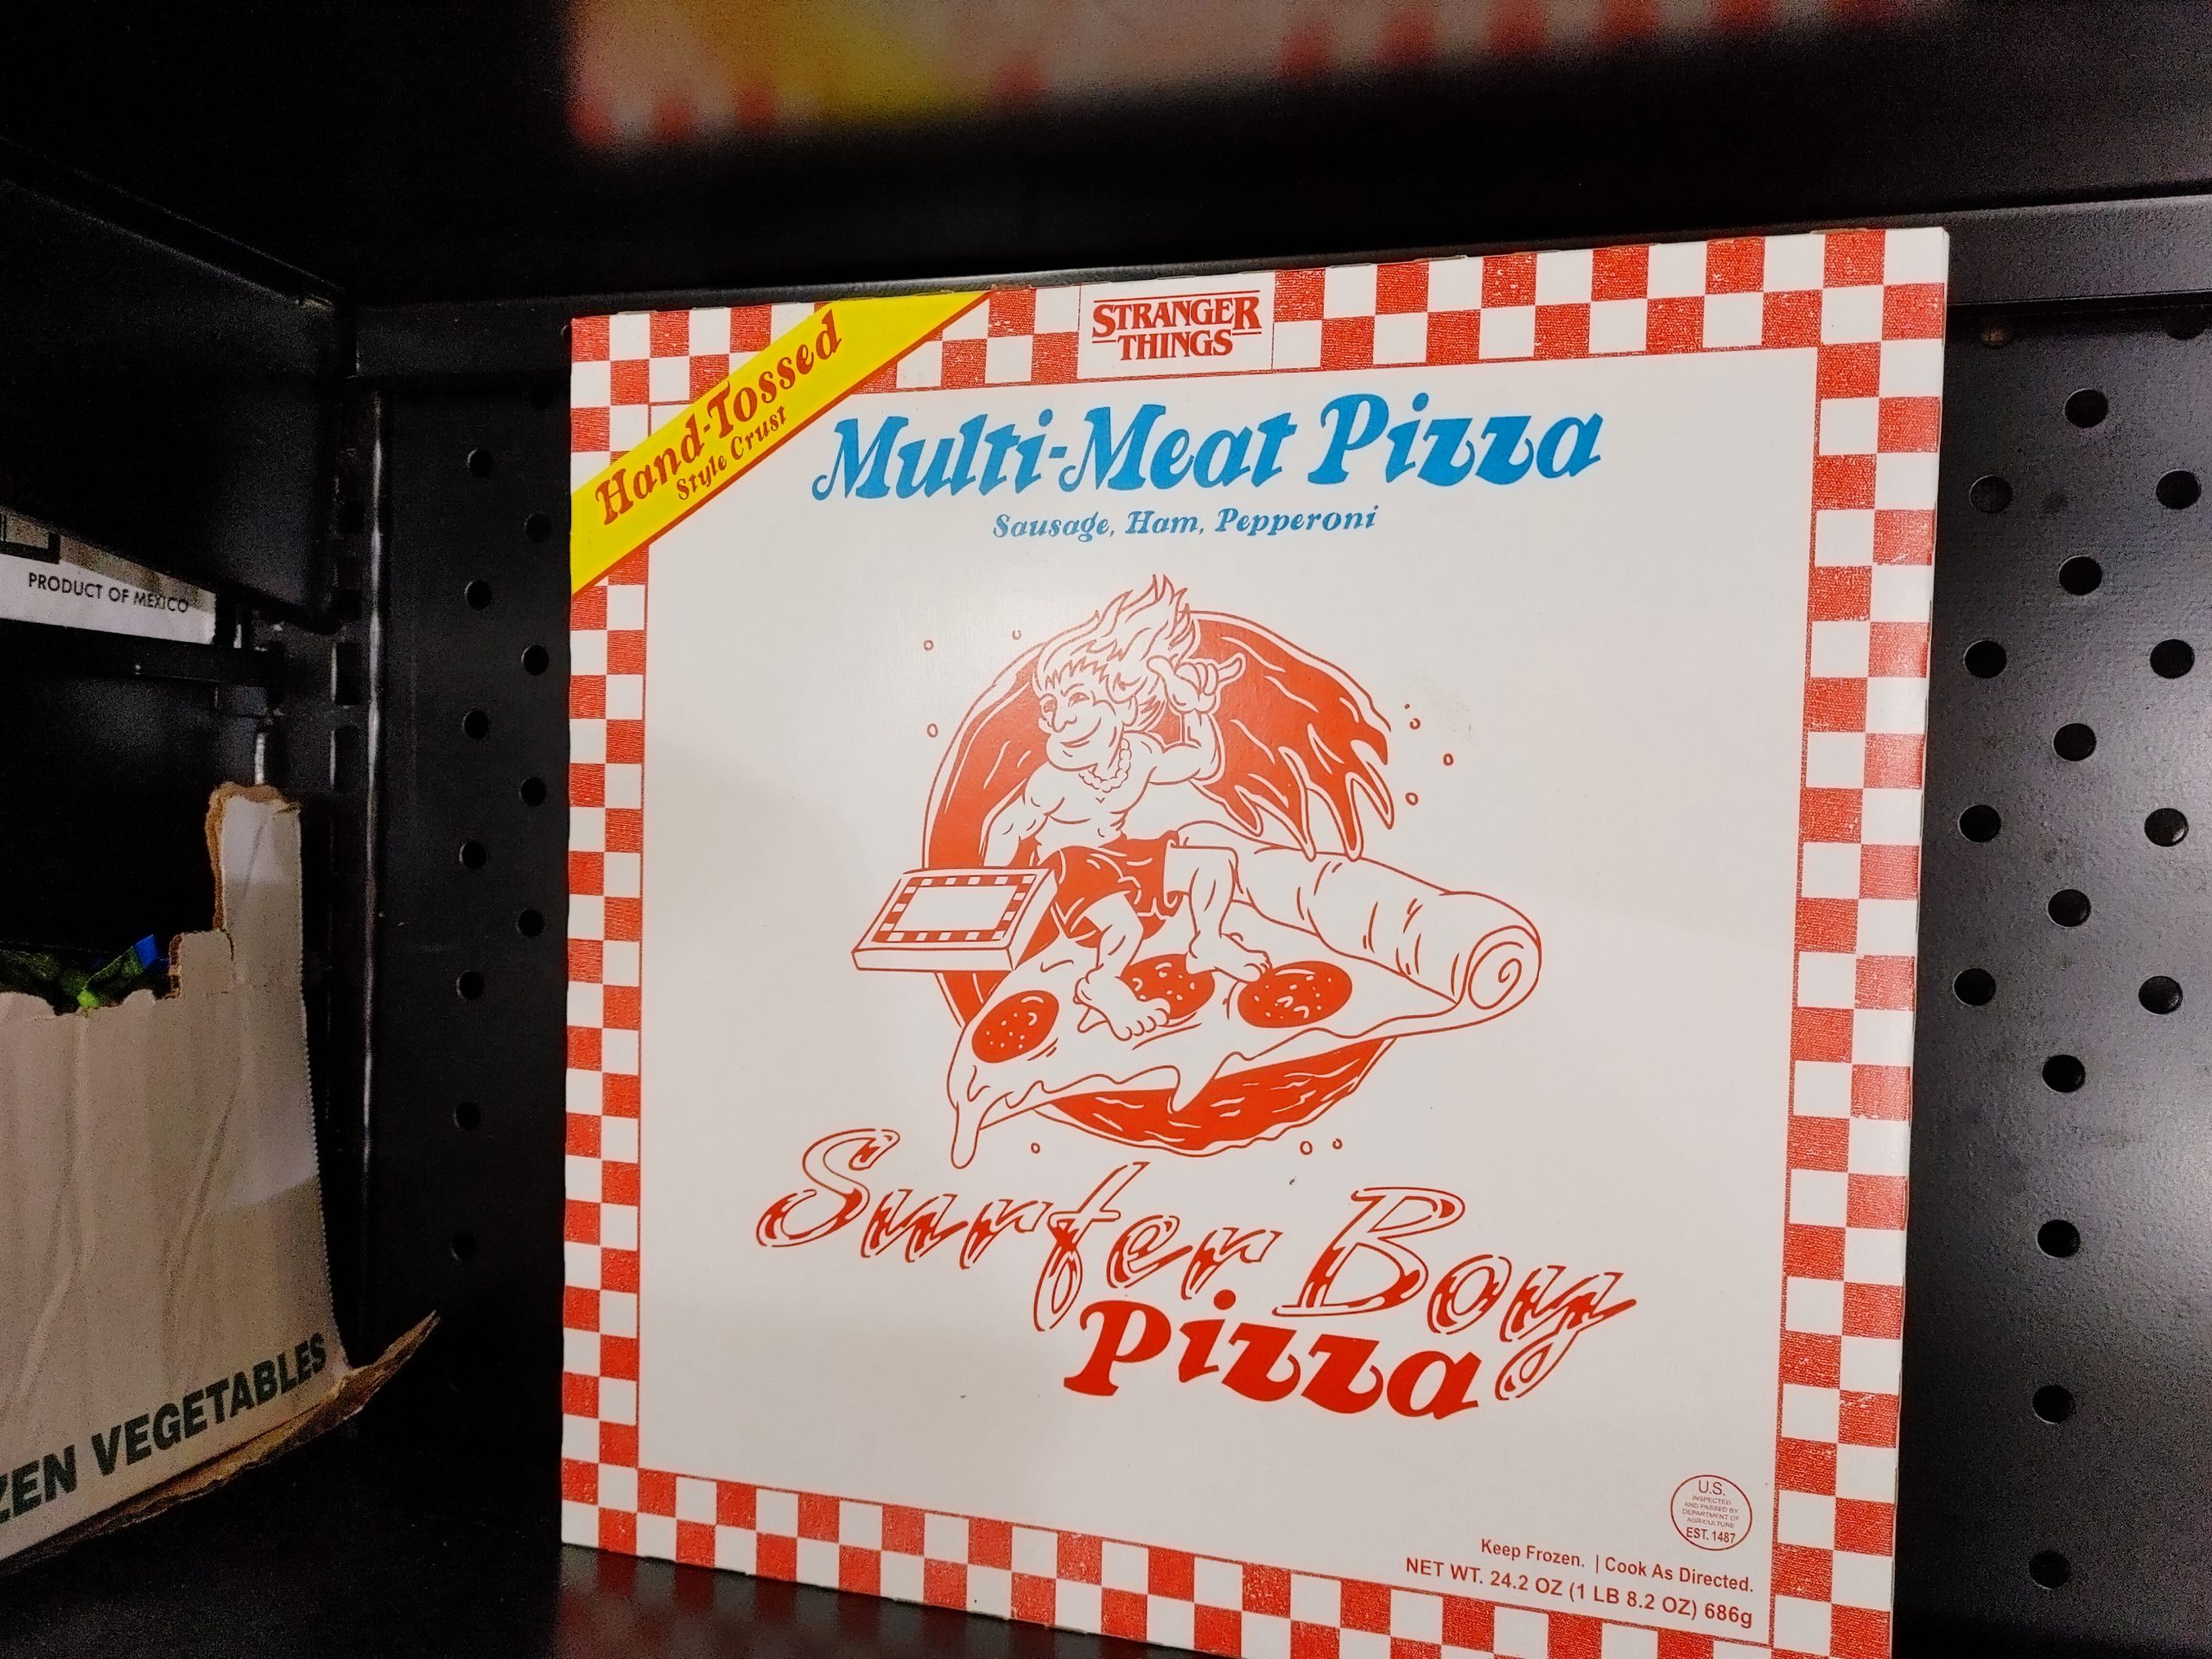 STRANGER
THINGS
Hand-Tossed
Style Crust
Multi-Meat Pizza
Sausage, Ham, Pepperoni
PRODUCT OF MEXICO
Surfer Boy
Pizza
ZEN VEGETABLES
U.S.
INSPECTED
AND PASSED BY
DEPARTMENT OF
AGRICULTURE
EST. 1487
Keep Frozen. | Cook As Directed.
NET WT. 24.2 OZ (1 LB 8.2 OZ) 686g